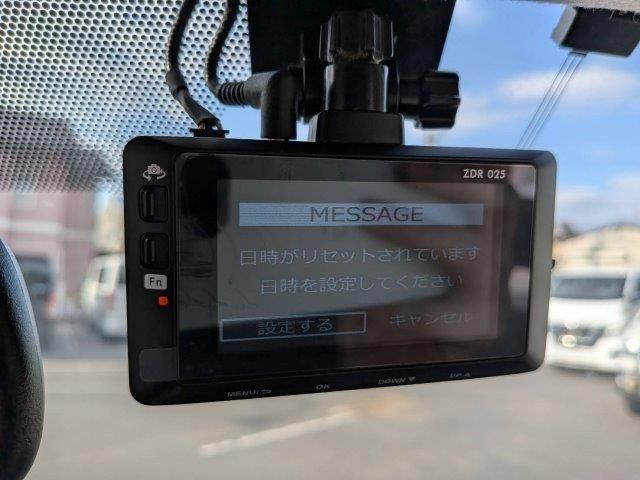 ZDR 025
MESSAGE
日時がリセットされています
日時を設定してください
設定する キャンセル
Fn
MENU/⮌ OK DOWN▼ UP▲